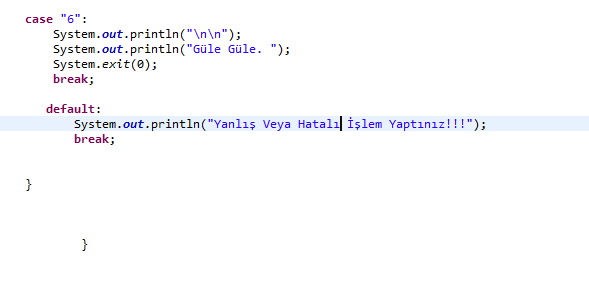 case "6":
System.out.println("\n\n");
System.out.println("Güle Güle. ");
System.exit(0);
break;
default:
System.out.println("Yanlış Veya Hatalı İşlem Yaptınız!!!");
break;
}
}